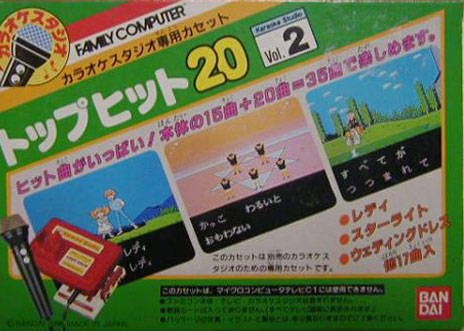 カラオケスタジオ
FAMILY COMPUTER
カラオケスタジオ専用カセット
Karaoke Studio
Vol. 2
トップヒット20
ヒット曲がいっぱい! 本体の15曲+20曲=35曲で楽しめます。
ほんたい
レディ
レディ
かっこ わるいと
おもわない
すべてが
つつまれて
このカセットは別売のカラオケス
タジオのための専用カセットです。
●レディ
●スターライト
●ウェディングドレス
他17曲入
このカセットは、マイクロコンピュータテレビC1には使用できません。
BAN
DAI
MADE IN JAPAN